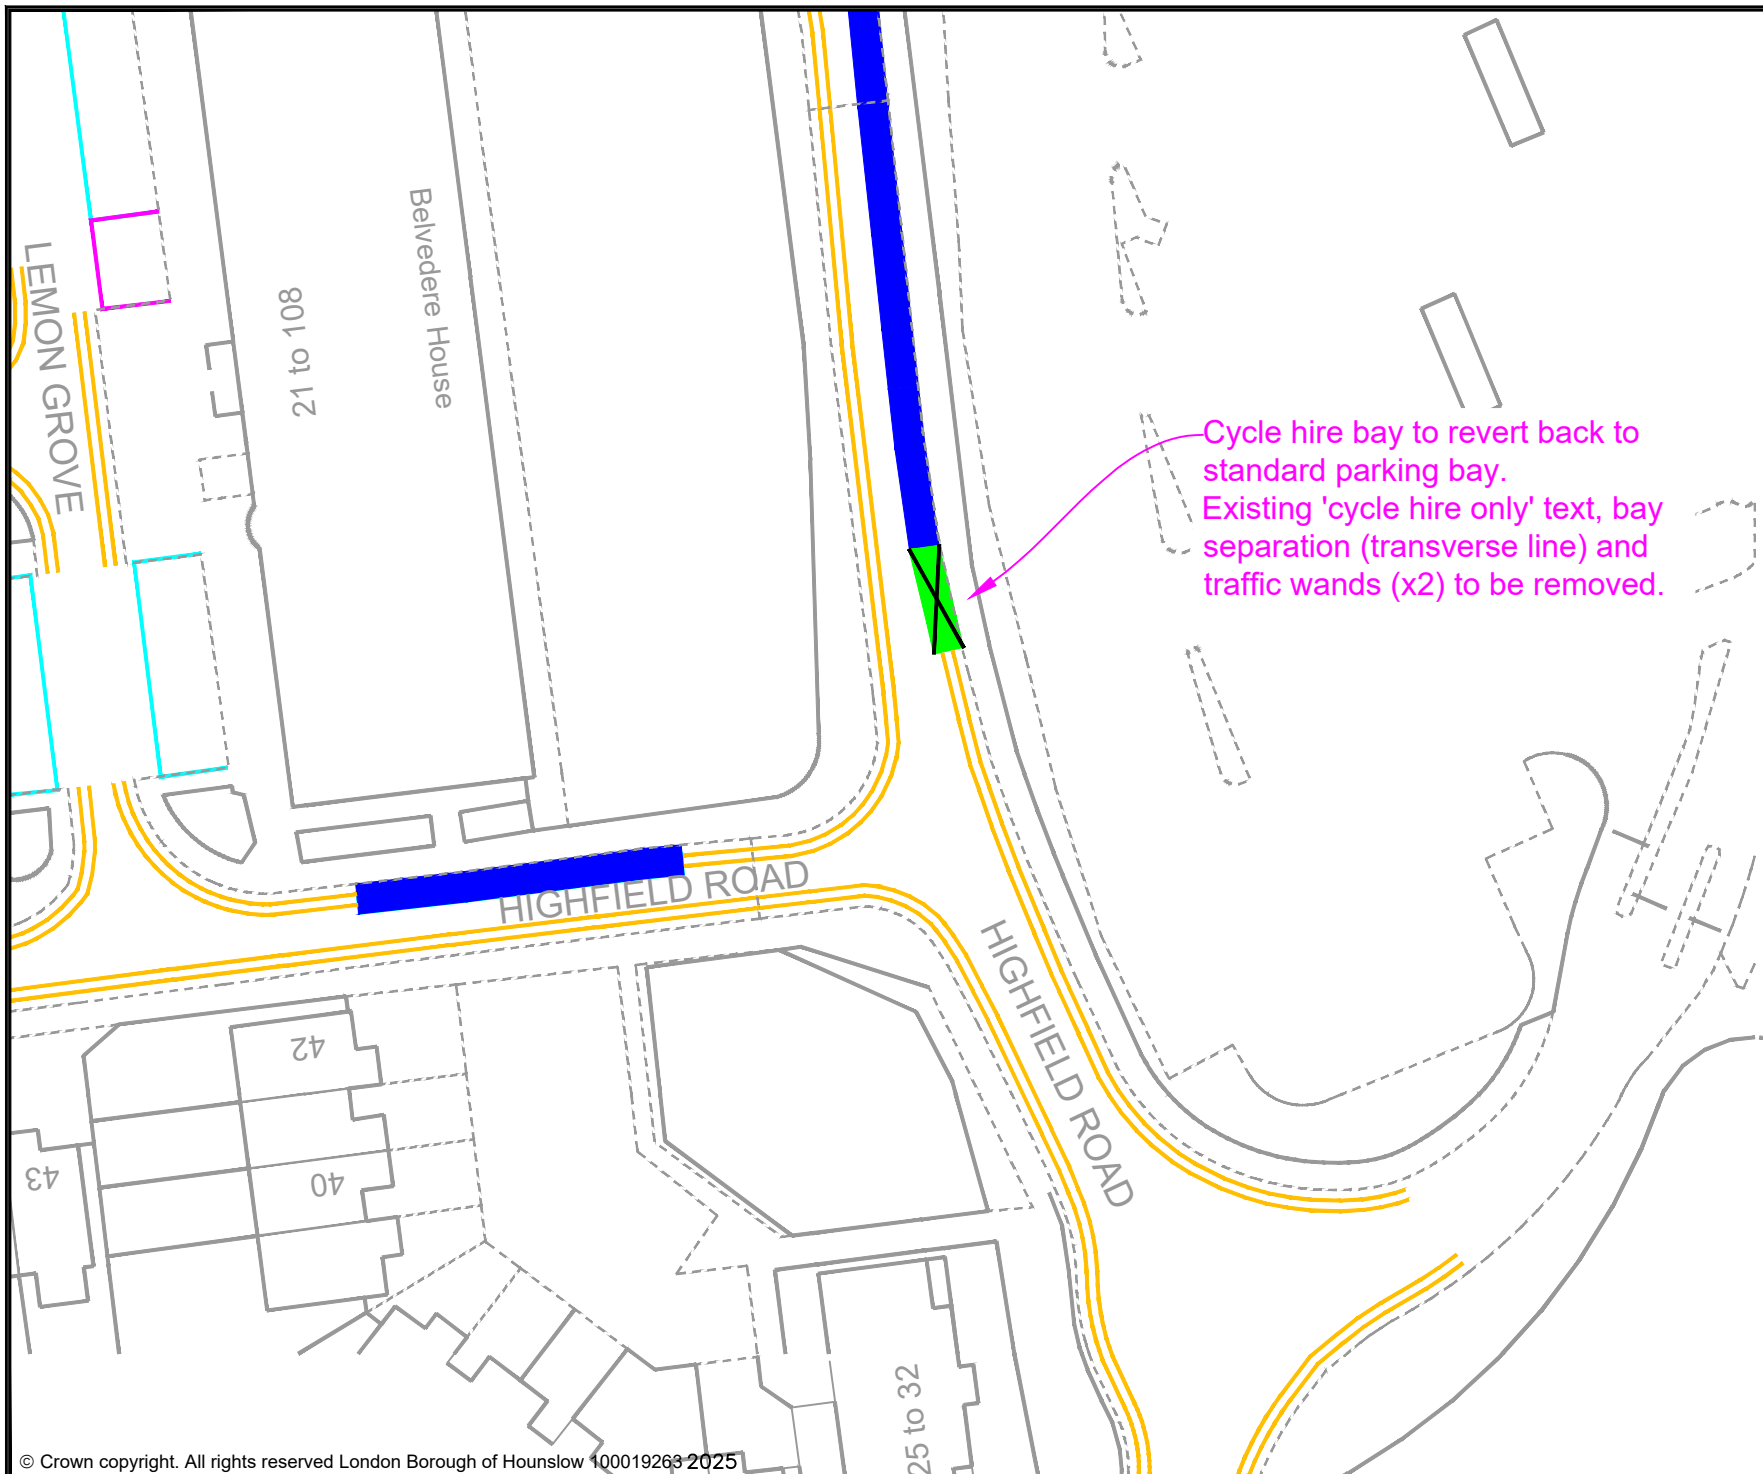 LEMON GROVE
21 to 108
Belvedere House
Cycle hire bay to revert back to
standard parking bay.
Existing 'cycle hire only' text, bay
separation (transverse line) and
traffic wands (x2) to be removed.
HIGHFIELD ROAD
HIGHFIELD ROAD
42
43
40
25 to 32
© Crown copyright. All rights reserved London Borough of Hounslow 100019263 2025